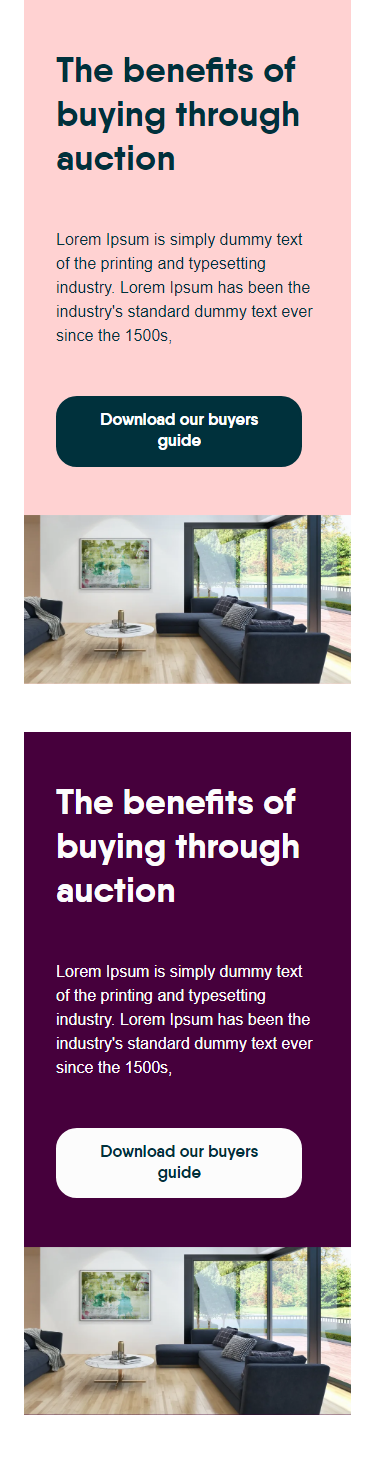 The benefits of
buying through
auction
Lorem Ipsum is simply dummy text
of the printing and typesetting
industry. Lorem Ipsum has been the
industry's standard dummy text ever
since the 1500s,
Download our buyers
guide
The benefits of
buying through
auction
Lorem Ipsum is simply dummy text
of the printing and typesetting
industry. Lorem Ipsum has been the
industry's standard dummy text ever
since the 1500s,
Download our buyers
guide